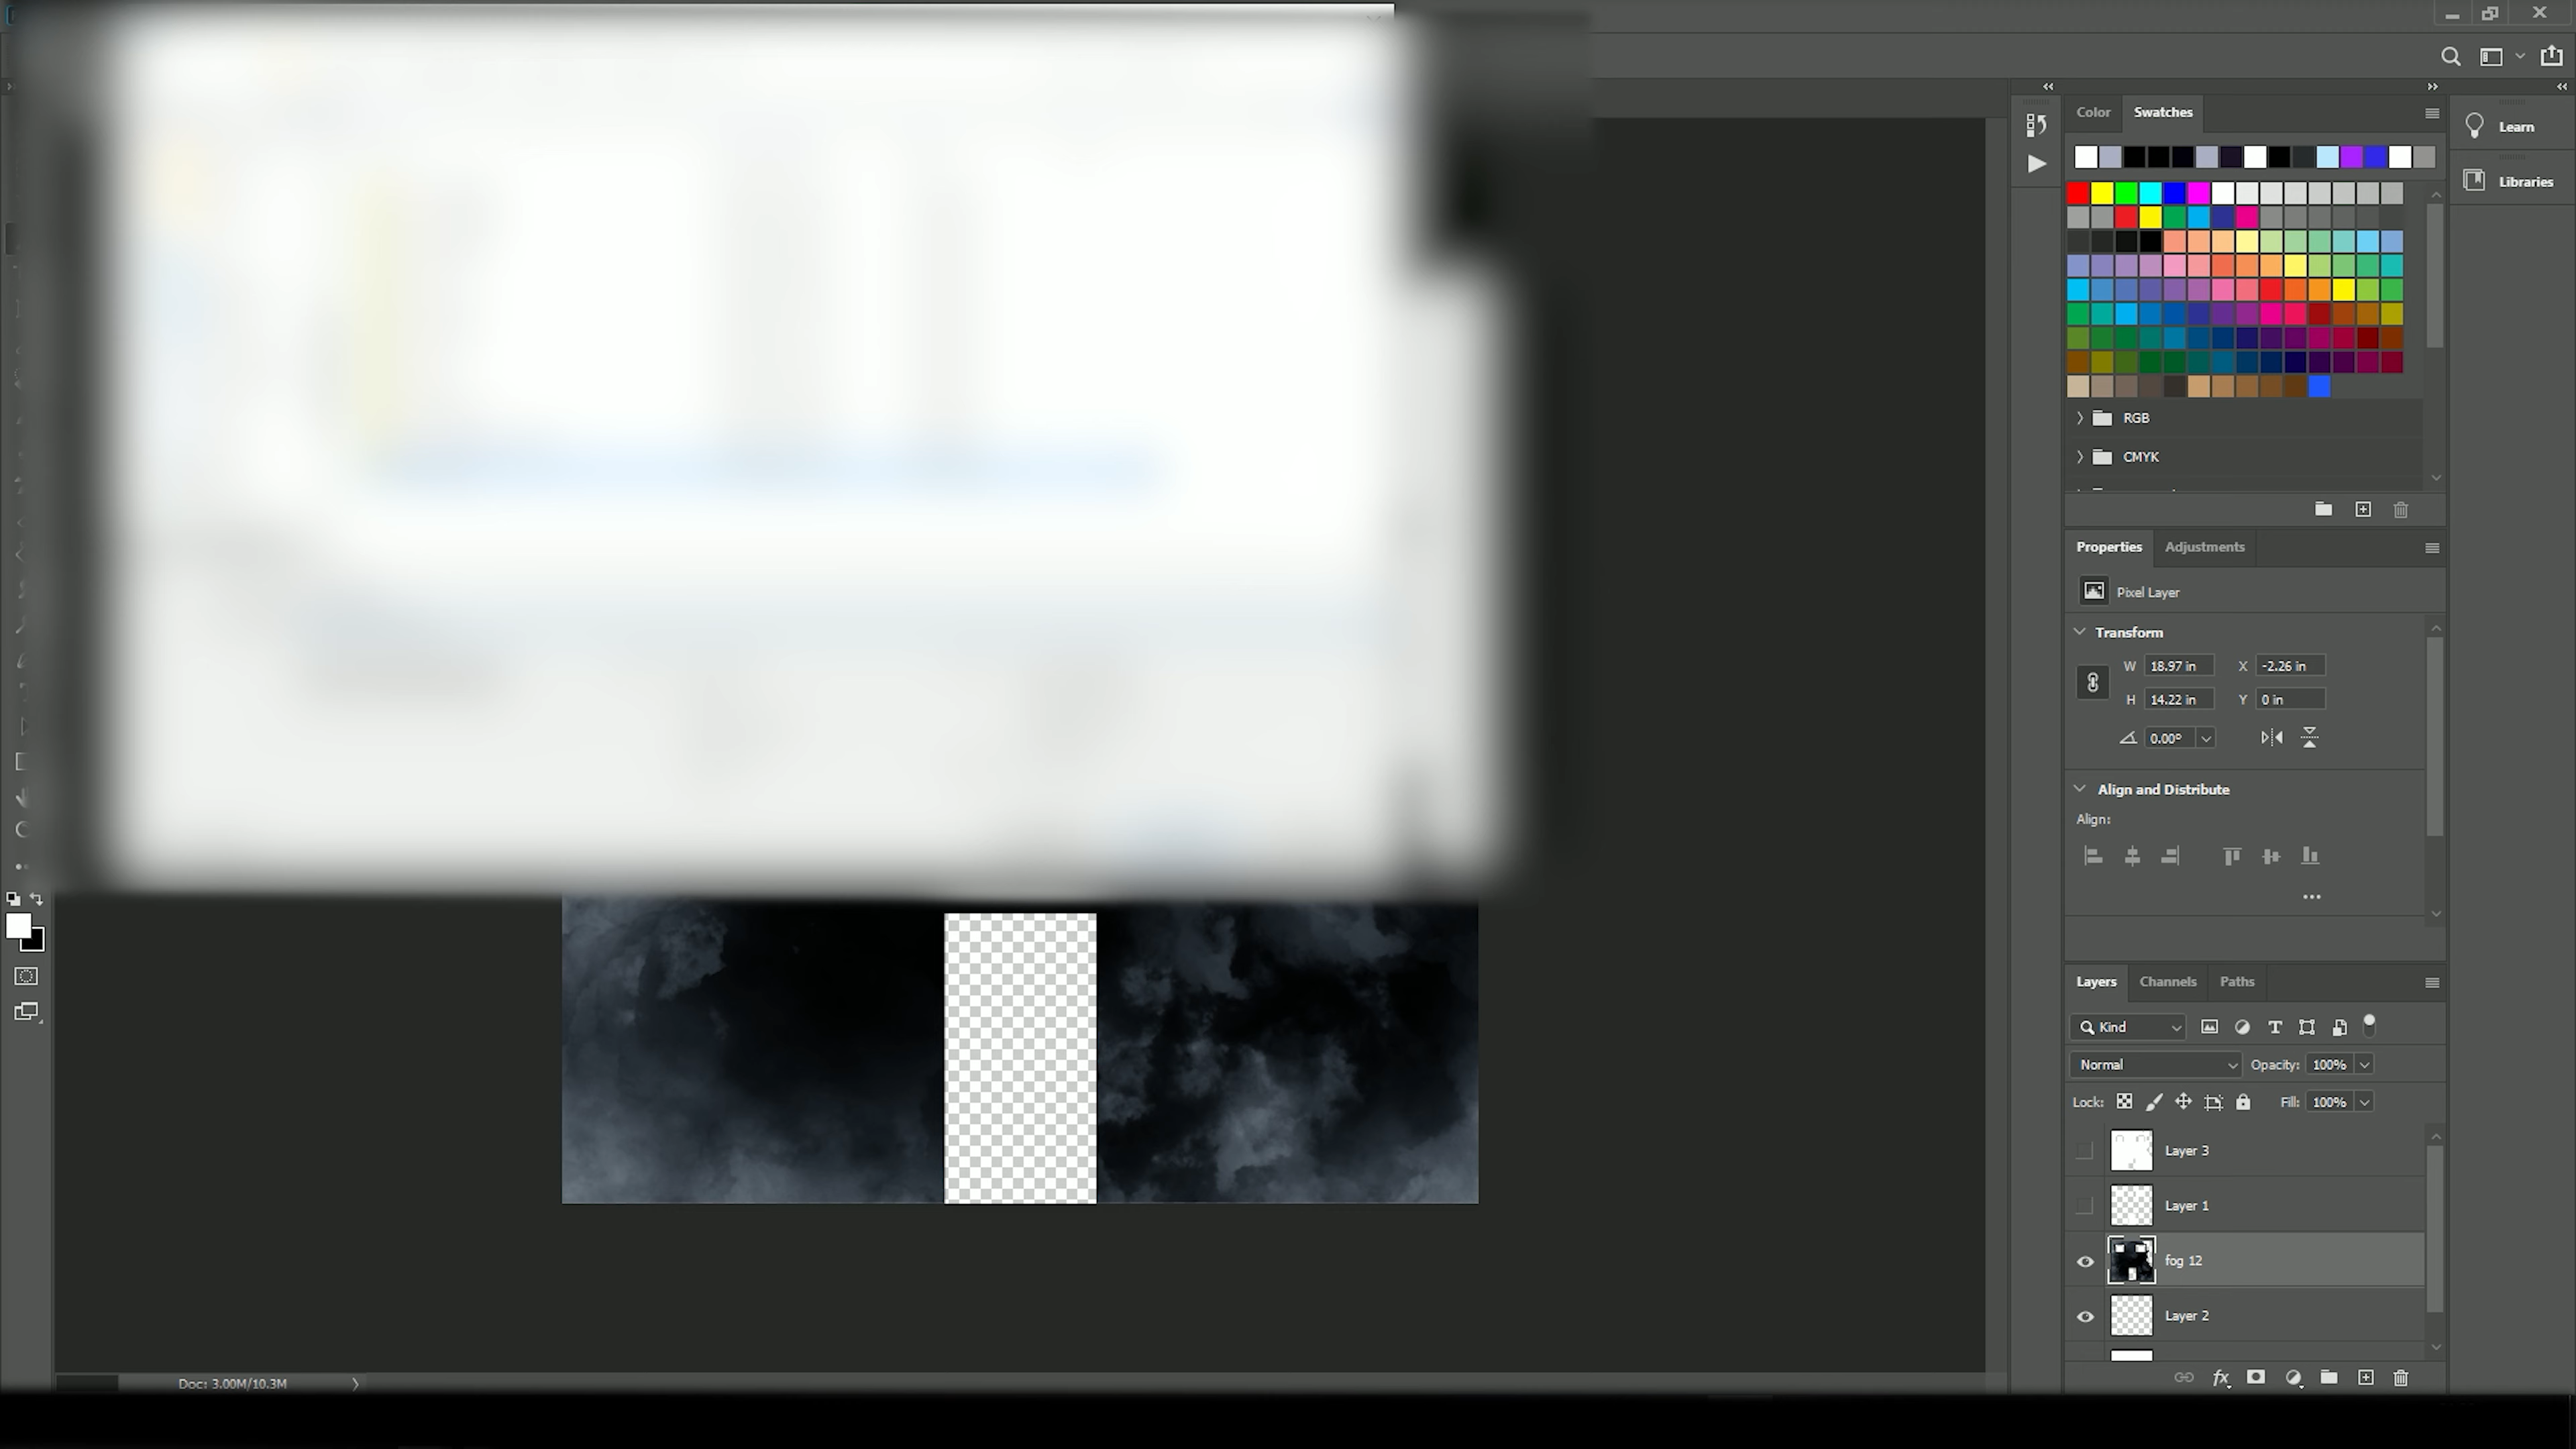 Color Swatches
Learn
Libraries
RGB
CMYK
Properties Adjustments
Pixel Layer
Transform
W 18.97 in X -2.26 in
H 14.22 in Y 0 in
0.00°
Align and Distribute
Align:
Layers Channels Paths
Kind
Normal Opacity: 100%
Lock: Fill: 100%
Layer 3
Layer 1
fog 12
Layer 2
Doc: 3.00M/10.3M